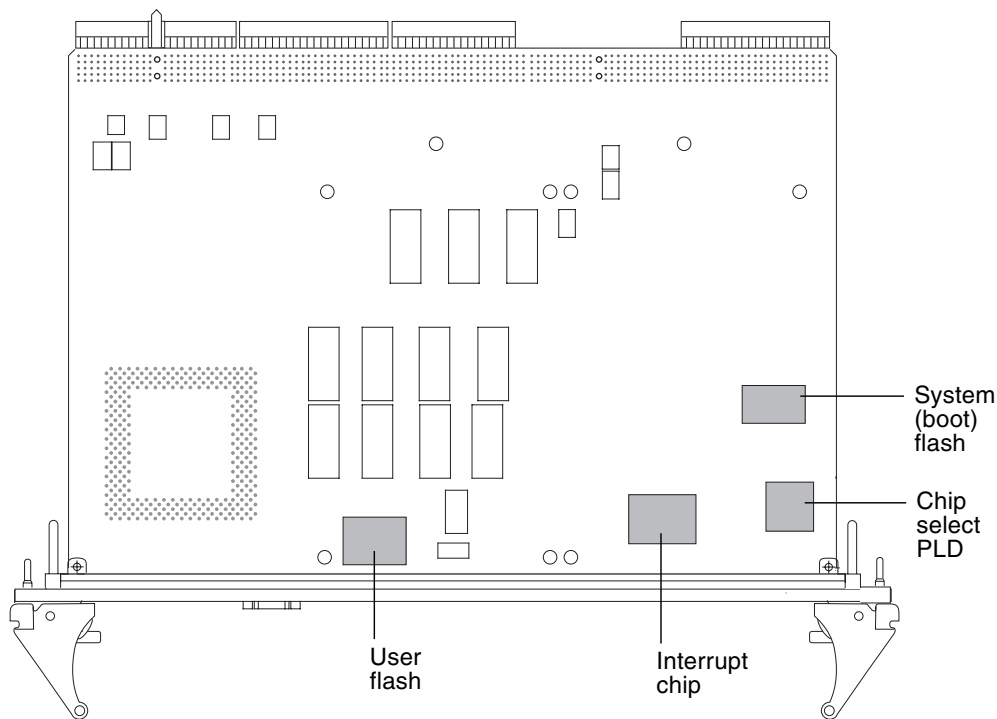 System
(boot)
flash
Chip
select
PLD
User
flash
Interrupt
chip